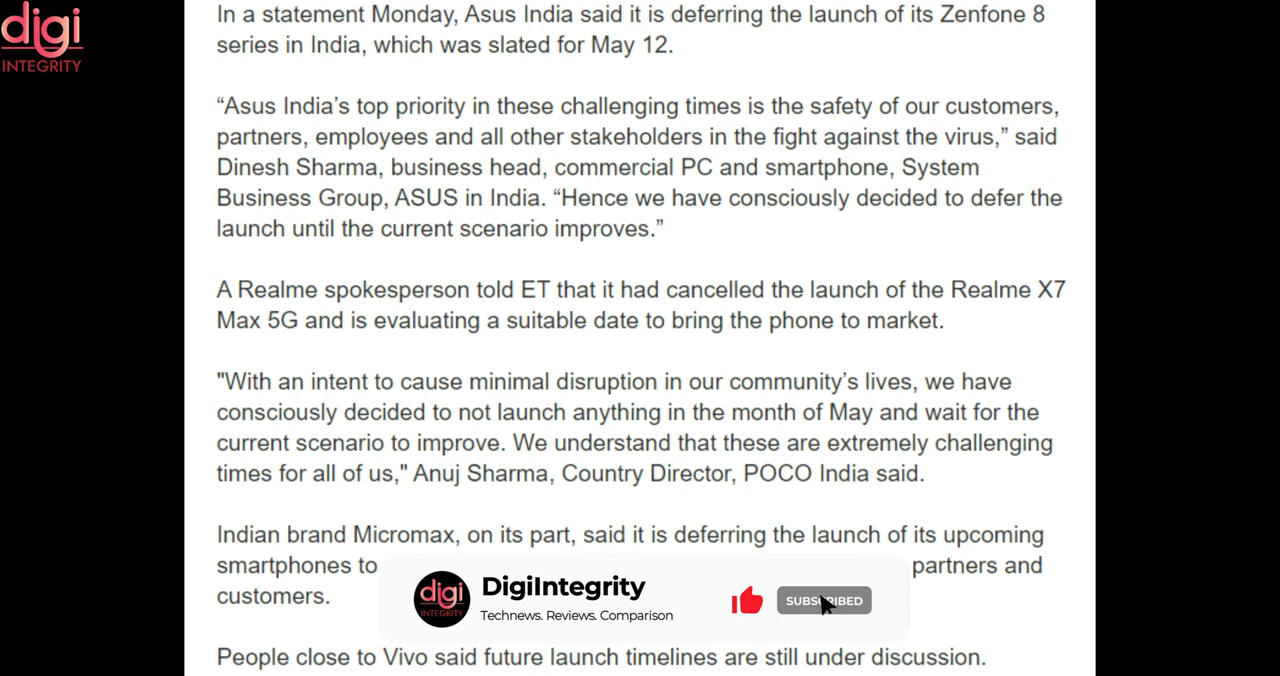 digi
INTEGRITY
In a statement Monday, Asus India said it is deferring the launch of its Zenfone 8
series in India, which was slated for May 12.
“Asus India’s top priority in these challenging times is the safety of our customers,
partners, employees and all other stakeholders in the fight against the virus,” said
Dinesh Sharma, business head, commercial PC and smartphone, System
Business Group, ASUS in India. “Hence we have consciously decided to defer the
launch until the current scenario improves.”
A Realme spokesperson told ET that it had cancelled the launch of the Realme X7
Max 5G and is evaluating a suitable date to bring the phone to market.
"With an intent to cause minimal disruption in our community’s lives, we have
consciously decided to not launch anything in the month of May and wait for the
current scenario to improve. We understand that these are extremely challenging
times for all of us," Anuj Sharma, Country Director, POCO India said.
Indian brand Micromax, on its part, said it is deferring the launch of its upcoming
smartphones to partners and
customers.
digi
INTEGRITY
DigiIntegrity
Technews. Reviews. Comparison
SUBSCRIBED
People close to Vivo said future launch timelines are still under discussion.